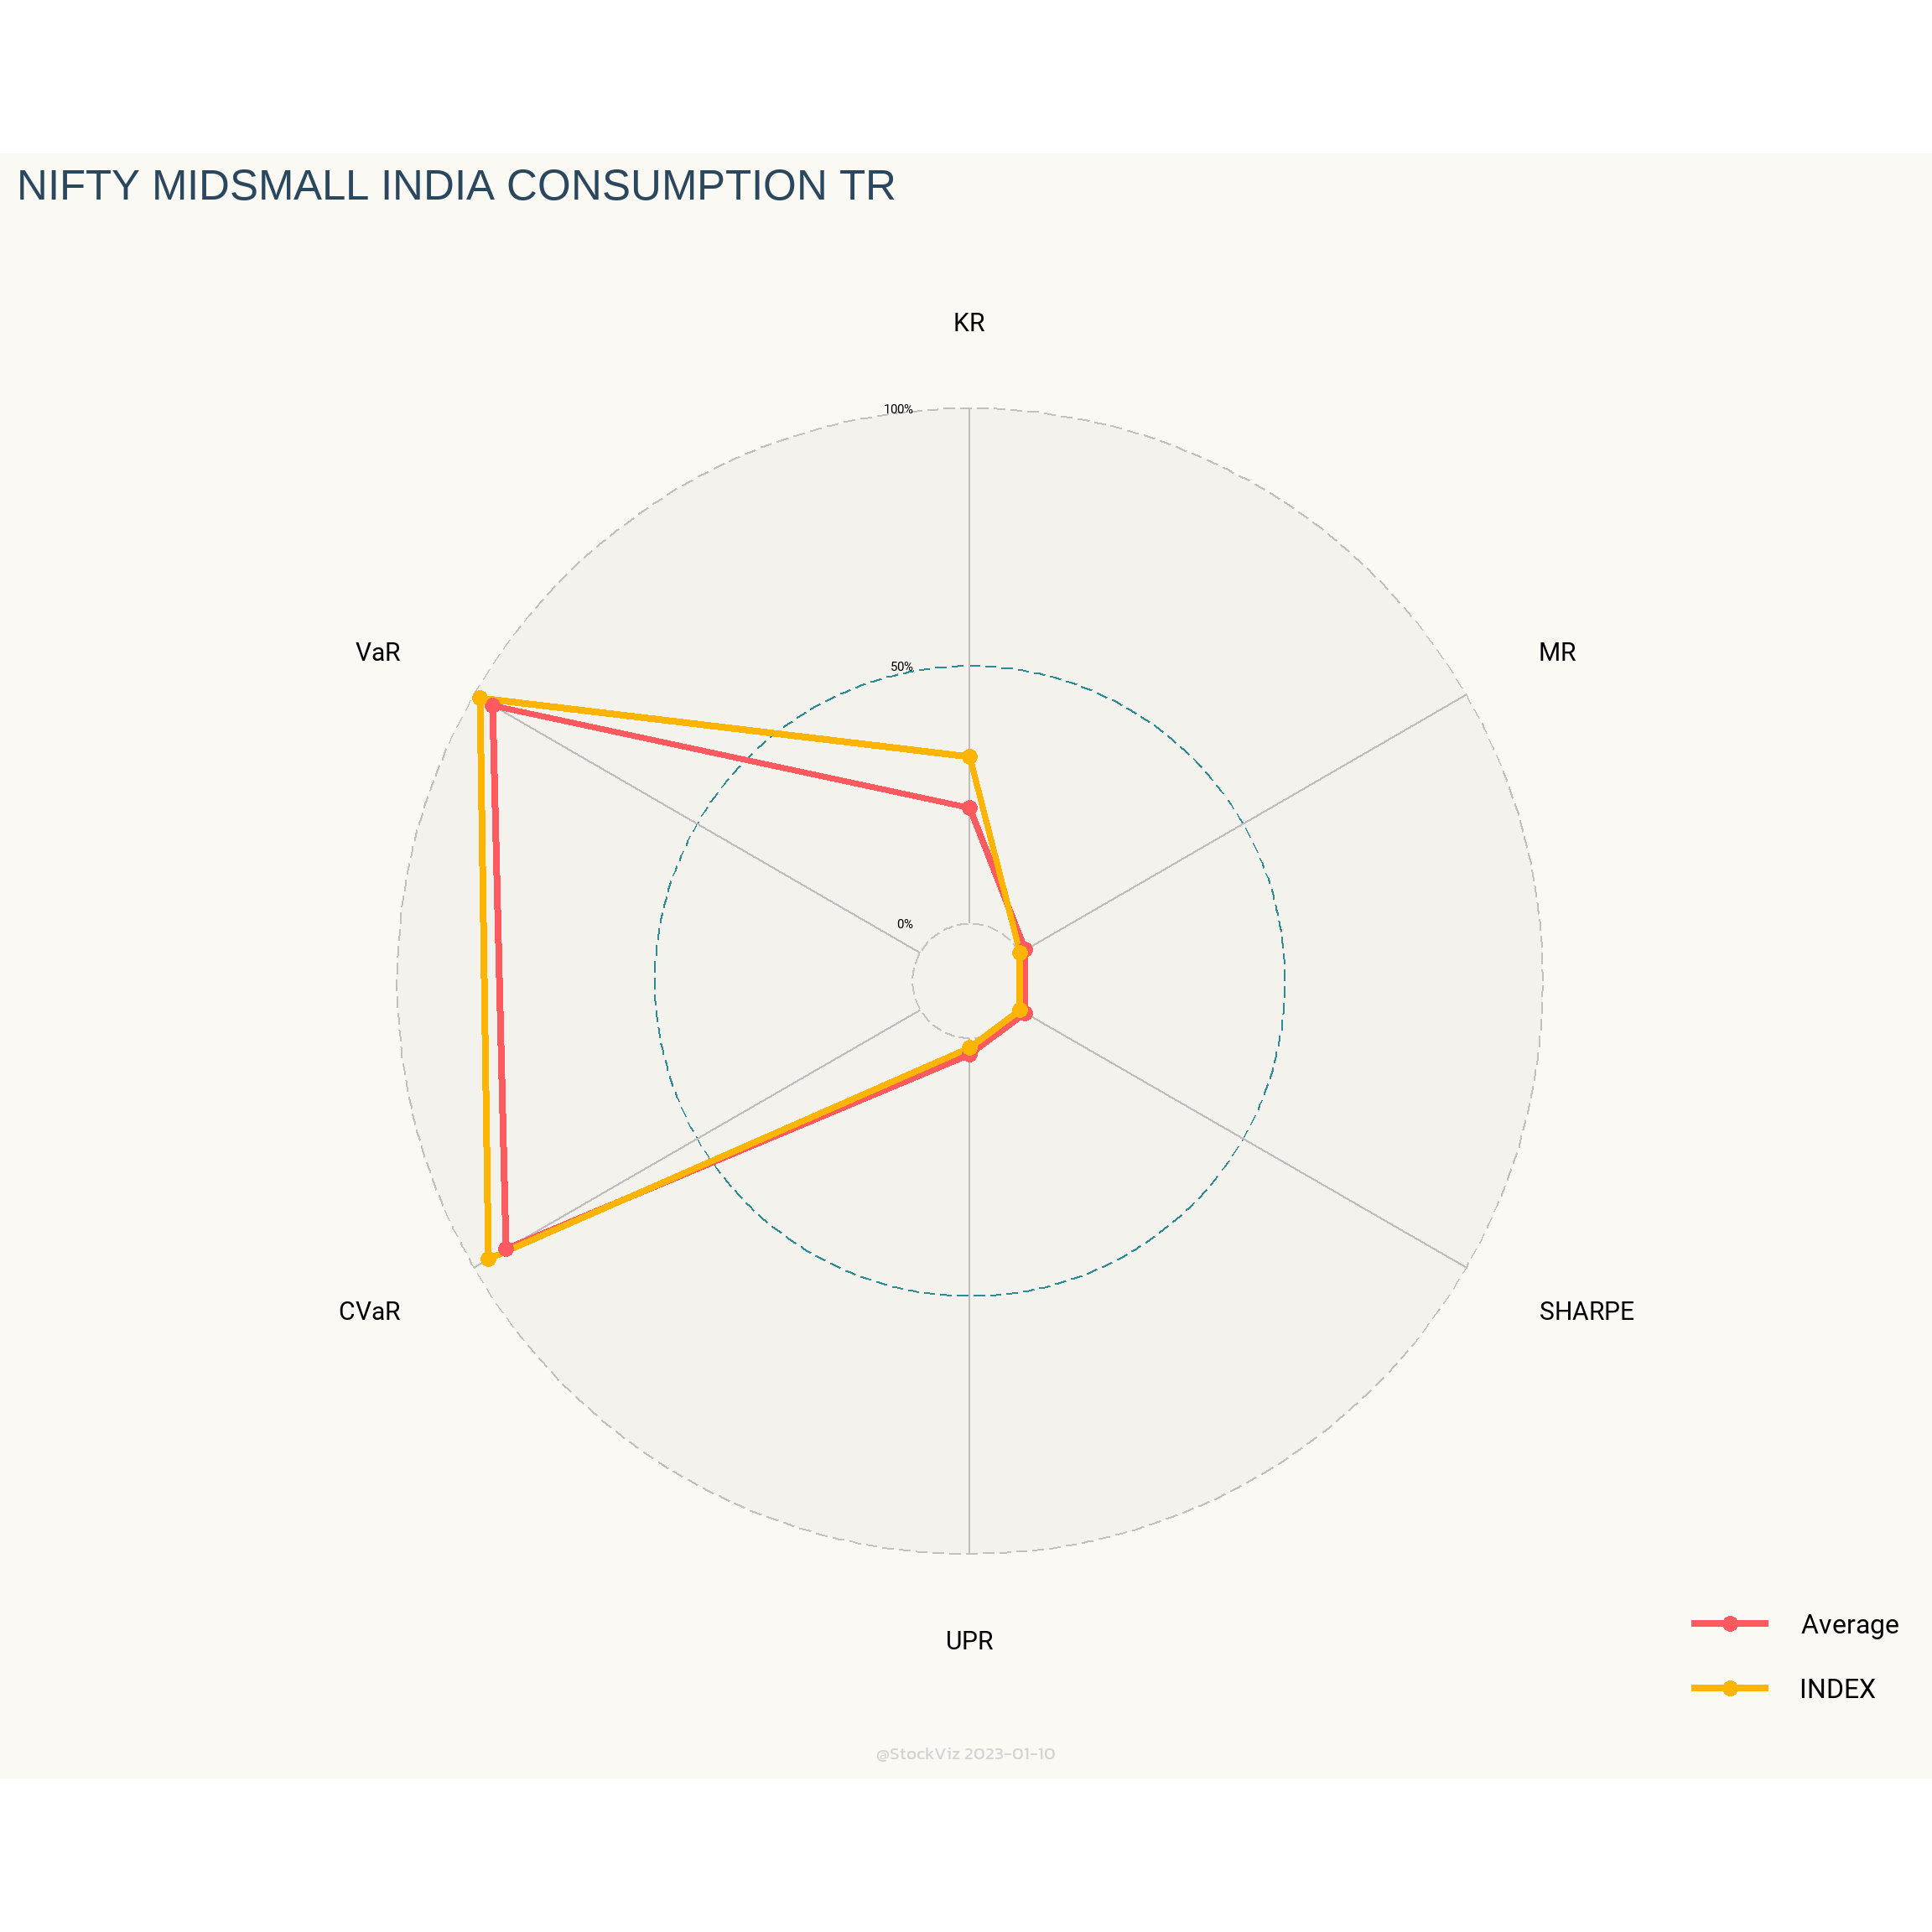 NIFTY MIDSMALL INDIA CONSUMPTION TR
KR
100%
VaR
50%
MR
0%
CVaR
SHARPE
UPR
Average
INDEX
@StockViz 2023-01-10